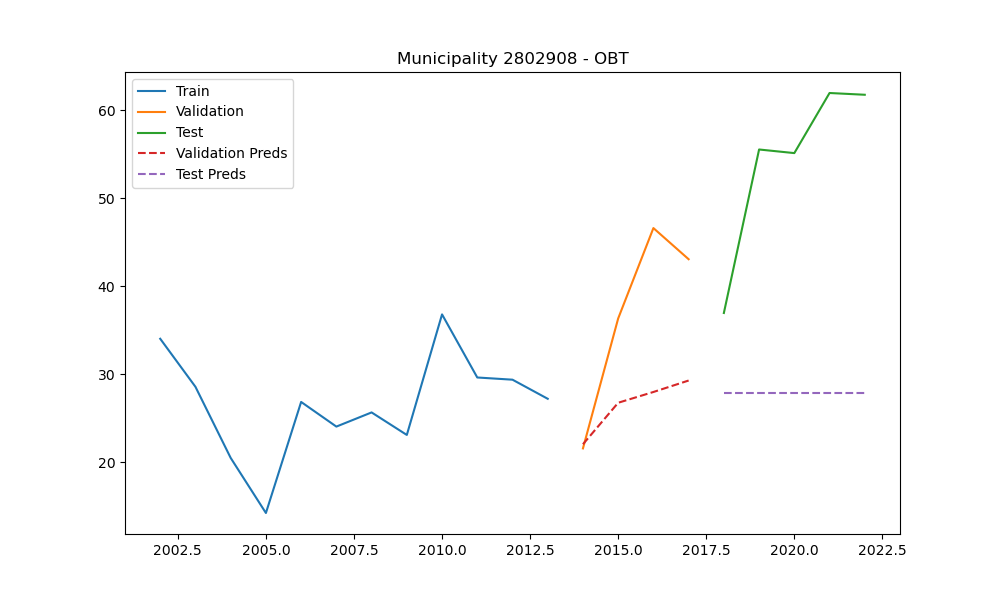 Municipality 2802908 - OBT
Train
Validation
Test
Validation Preds
Test Preds
60
50
40
30
20
2002.5 2005.0 2007.5 2010.0 2012.5 2015.0 2017.5 2020.0 2022.5